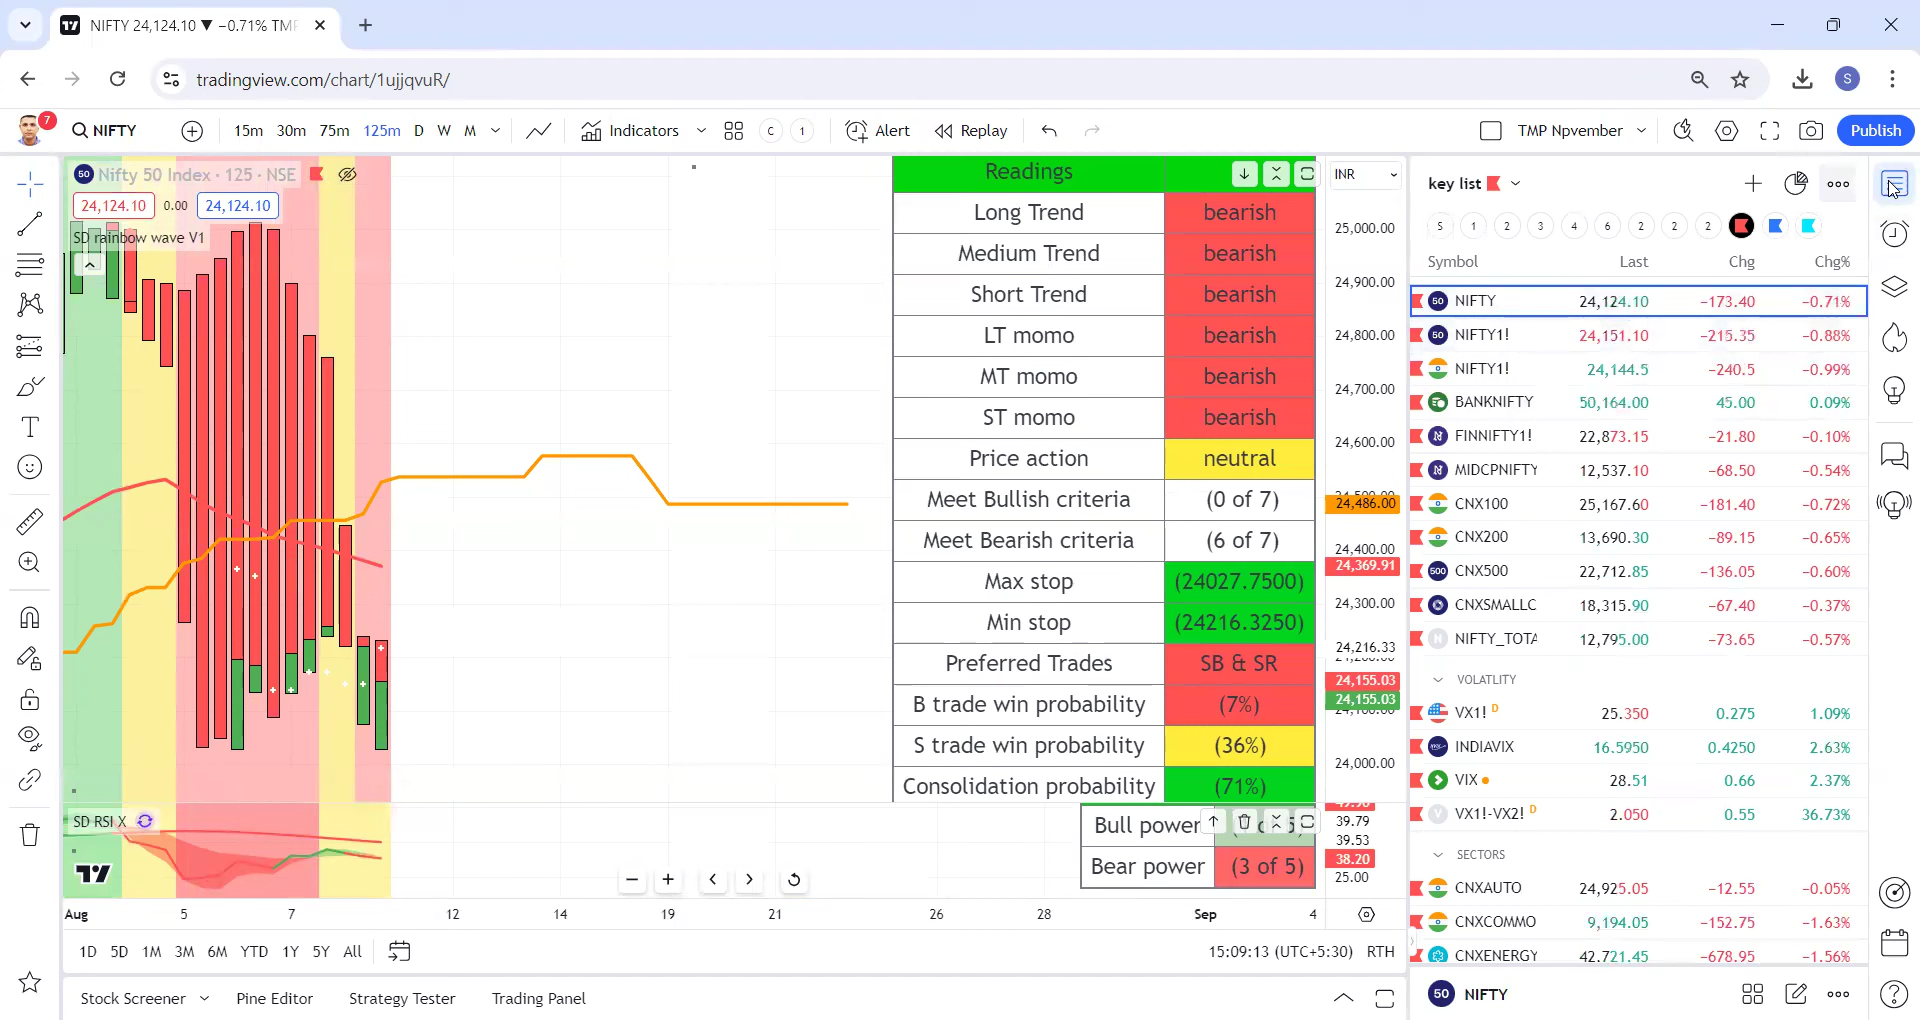 NIFTY 24,124.10 ▼ −0.71% TMP
tradingview.com/chart/1ujjqvuR/
S
7
NIFTY
15m 30m 75m 125m D W M
Indicators
C 1
Alert
Replay
TMP Npvember
Publish
50 Nifty 50 Index · 125 · NSE
24,124.10 0.00 24,124.10
SD rainbow wave V1
Readings
Long Trend bearish
Medium Trend bearish
Short Trend bearish
LT momo bearish
MT momo bearish
ST momo bearish
Price action neutral
Meet Bullish criteria (0 of 7)
Meet Bearish criteria (6 of 7)
Max stop (24027.7500)
Min stop (24216.3250)
Preferred Trades SB & SR
B trade win probability (7%)
S trade win probability (36%)
Consolidation probability (71%)
INR
25,000.00
24,900.00
24,800.00
24,700.00
24,600.00
24,486.00
24,400.00
24,369.91
24,300.00
24,216.33
24,155.03
24,155.03
24,000.00
SD RSI X
Bull power
Bear power (3 of 5)
39.79
39.53
38.20
25.00
Aug 5 7 12 14 19 21 26 28 Sep 4
1D 5D 1M 3M 6M YTD 1Y 5Y All
15:09:13 (UTC+5:30) RTH
Stock Screener Pine Editor Strategy Tester Trading Panel
key list
S 1 2 3 4 6 2 2 2
Symbol Last Chg Chg%
50 NIFTY 24,124.10 −173.40 −0.71%
50 NIFTY1! 24,151.10 −215.35 −0.88%
NIFTY1! 24,144.5 −240.5 −0.99%
BANKNIFTY 50,164.00 45.00 0.09%
FINNIFTY1! 22,873.15 −21.80 −0.10%
MIDCPNIFTY 12,537.10 −68.50 −0.54%
CNX100 25,167.60 −181.40 −0.72%
CNX200 13,690.30 −89.15 −0.65%
500 CNX500 22,712.85 −136.05 −0.60%
CNXSMALLC 18,315.90 −67.40 −0.37%
NIFTY_TOTA 12,795.00 −73.65 −0.57%
VOLATLITY
VX1! D 25.350 0.275 1.09%
INDIAVIX 16.5950 0.4250 2.63%
VIX 28.51 0.66 2.37%
V VX1!-VX2! D 2.050 0.55 36.73%
SECTORS
CNXAUTO 24,925.05 −12.55 −0.05%
CNXCOMMO 9,194.05 −152.75 −1.63%
CNXENERGY 42,721.45 −678.95 −1.56%
50 NIFTY